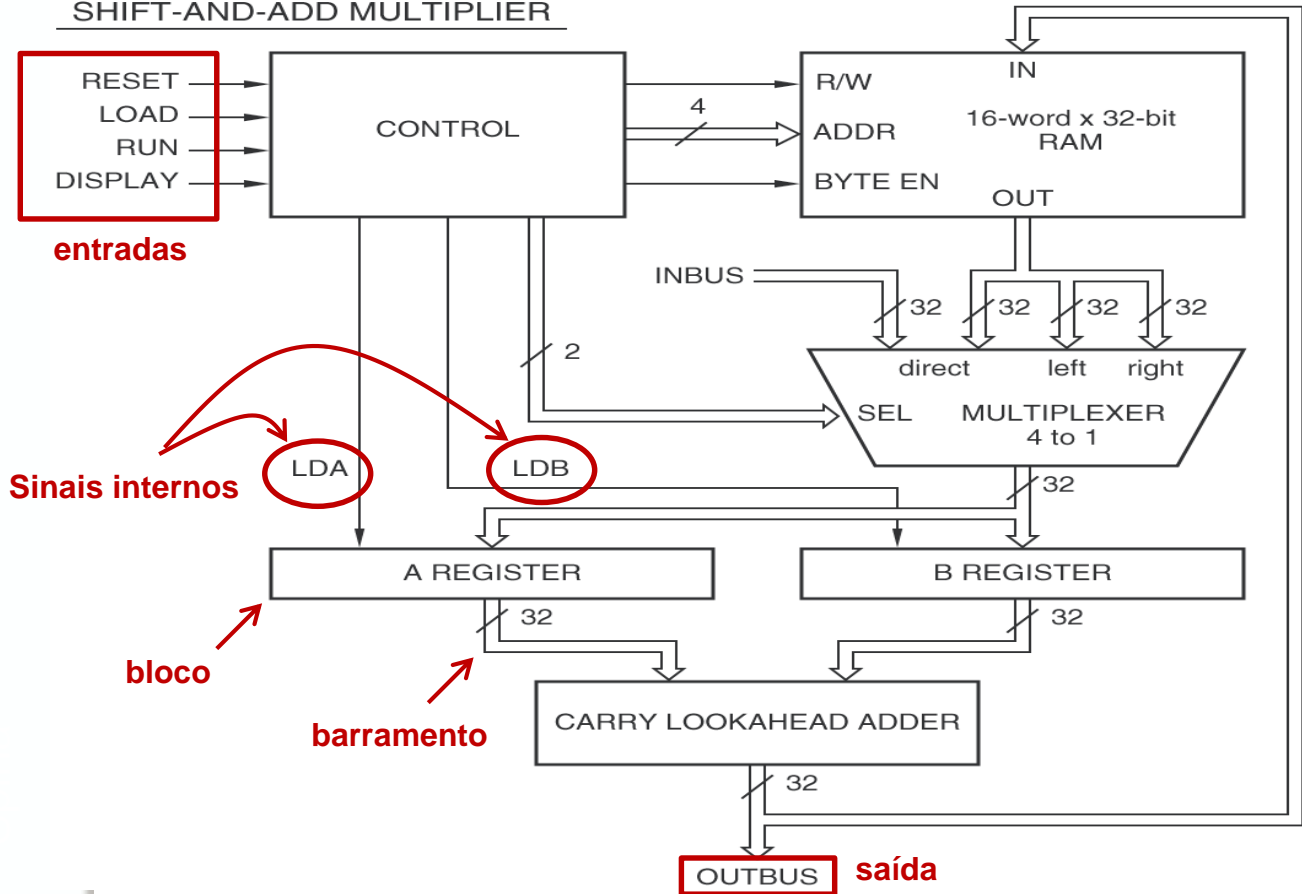 SHIFT-AND-ADD MULTIPLIER
RESET
LOAD
RUN
DISPLAY
entradas
CONTROL
4
R/W
ADDR
BYTE EN
IN
16-word x 32-bit
RAM
OUT
INBUS
32
32
32
32
direct
left
right
2
SEL
MULTIPLEXER
4 to 1
32
LDA
LDB
Sinais internos
A REGISTER
B REGISTER
32
32
bloco
barramento
CARRY LOOKAHEAD ADDER
32
OUTBUS
saída